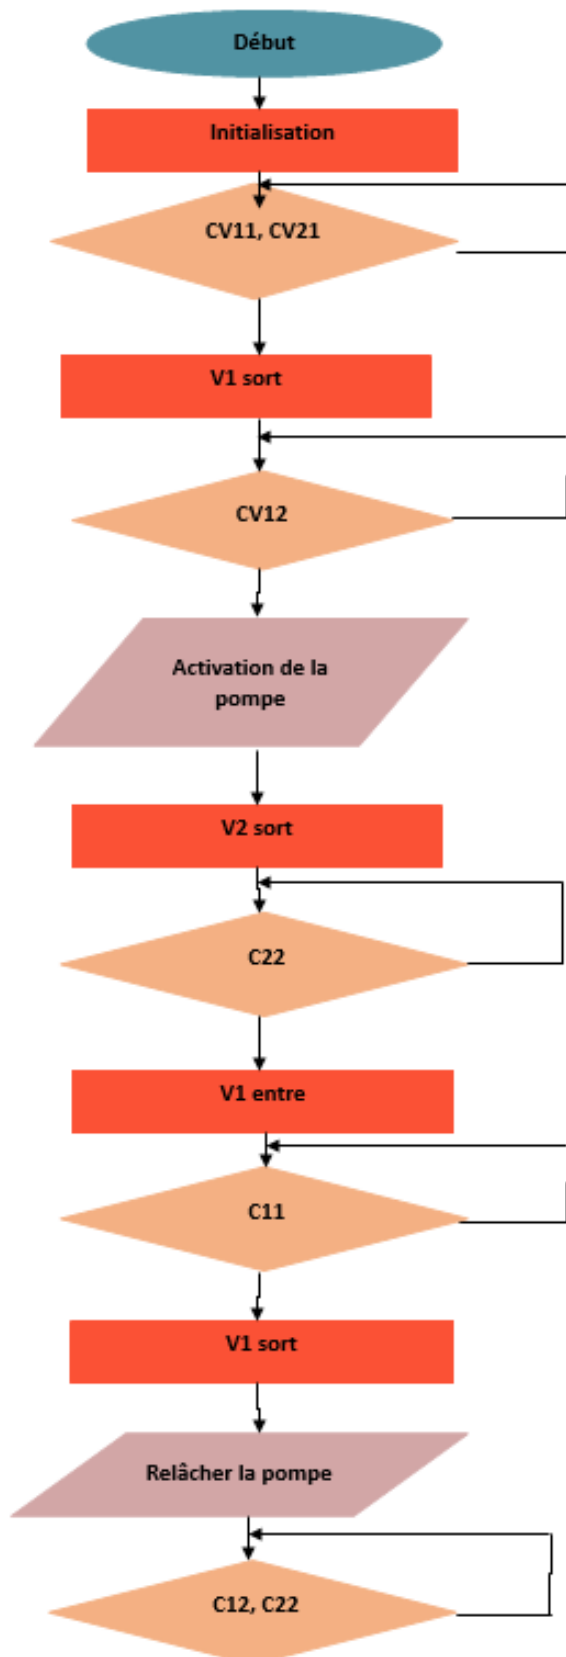 Début
Initialisation
CV11, CV21
V1 sort
CV12
Activation de la
pompe
V2 sort
C22
V1 entre
C11
V1 sort
Relâcher la pompe
C12, C22